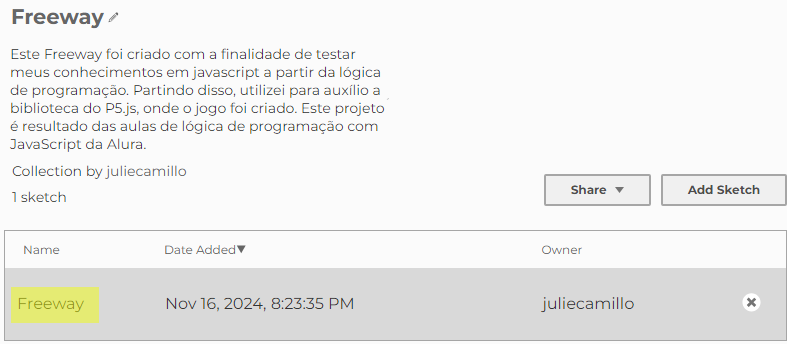 Freeway
Este Freeway foi criado com a finalidade de testar
meus conhecimentos em javascript a partir da lógica
de programação. Partindo disso, utilizei para auxílio a
biblioteca do P5.js, onde o jogo foi criado. Este projeto
é resultado das aulas de lógica de programação com
JavaScript da Alura.
Collection by juliecamillo
1 sketch
Share
Add Sketch
Name Date Added Owner
Freeway Nov 16, 2024, 8:23:35 PM juliecamillo